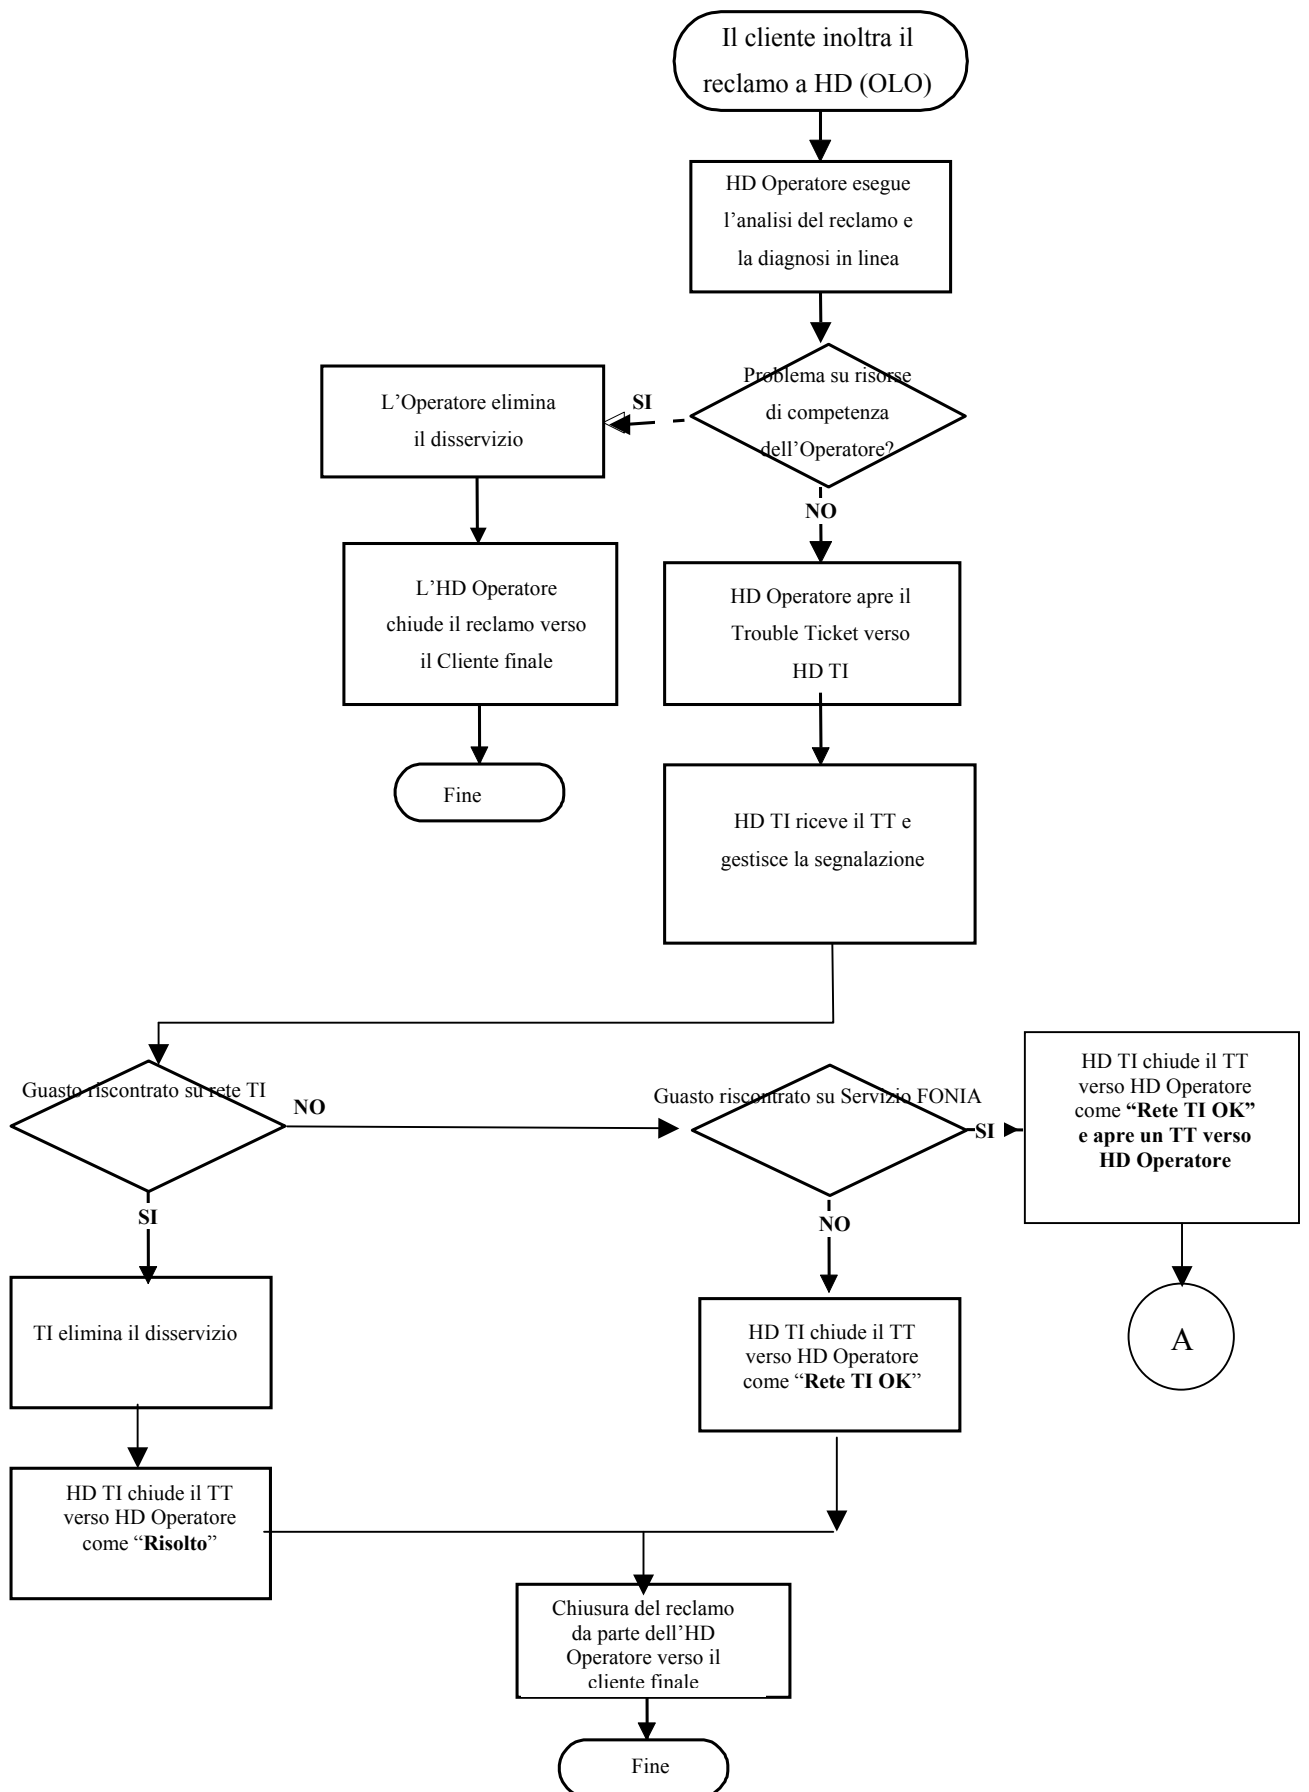 Il cliente inoltra il
reclamo a HD (OLO)
HD Operatore esegue
l’analisi del reclamo e
la diagnosi in linea
Problema su risorse
di competenza
dell’Operatore?
SI
L’Operatore elimina
il disservizio
NO
L’HD Operatore
chiude il reclamo verso
il Cliente finale
HD Operatore apre il
Trouble Ticket verso
HD TI
Fine
HD TI riceve il TT e
gestisce la segnalazione
Guasto riscontrato su rete TI
NO
Guasto riscontrato su Servizio FONIA
SI
HD TI chiude il TT
verso HD Operatore
come “Rete TI OK”
e apre un TT verso
HD Operatore
SI
NO
TI elimina il disservizio
HD TI chiude il TT
verso HD Operatore
come “Rete TI OK”
A
HD TI chiude il TT
verso HD Operatore
come “Risolto”
Chiusura del reclamo
da parte dell’HD
Operatore verso il
cliente finale
Fine